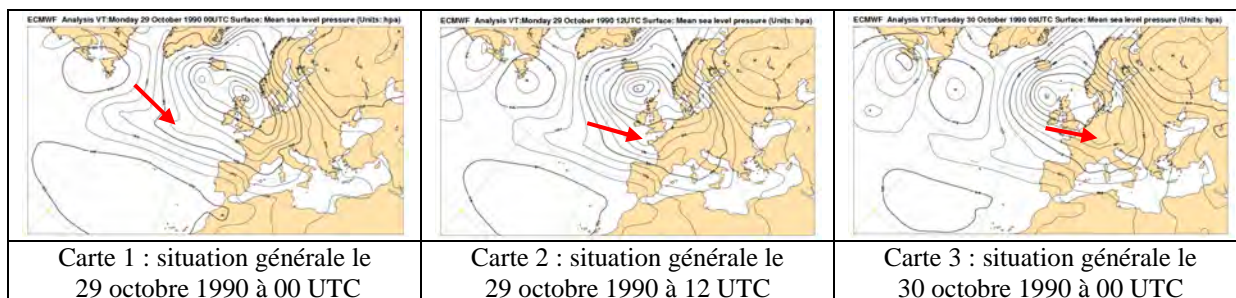 ECMWF Analysis VT:Monday 29 October 1990 00UTC Surface: Mean sea level pressure (Units: hpa)
ECMWF Analysis VT:Monday 29 October 1990 12UTC Surface: Mean sea level pressure (Units: hpa)
ECMWF Analysis VT:Tuesday 30 October 1990 00UTC Surface: Mean sea level pressure (Units: hpa)
Carte 1 : situation générale le
29 octobre 1990 à 00 UTC
Carte 2 : situation générale le
29 octobre 1990 à 12 UTC
Carte 3 : situation générale le
30 octobre 1990 à 00 UTC